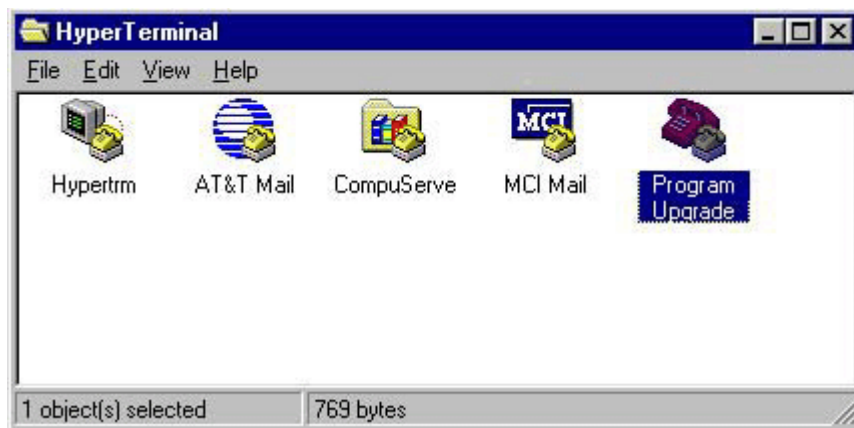 HyperTerminal
File Edit View Help
MCI
Hypertrm AT&T Mail CompuServe MCI Mail Program
Upgrade
1 object(s) selected 769 bytes